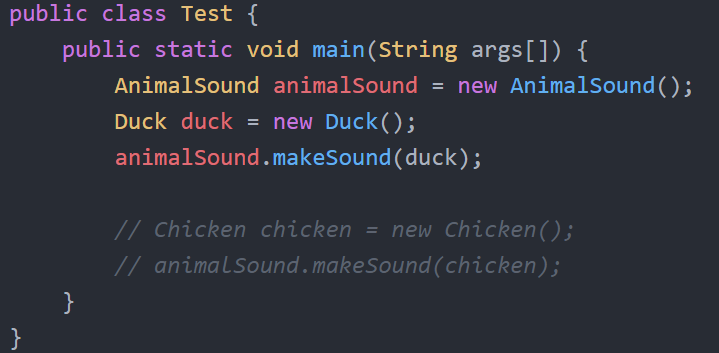 public class Test {
    public static void main(String args[]) {
        AnimalSound animalSound = new AnimalSound();
        Duck duck = new Duck();
        animalSound.makeSound(duck);

        // Chicken chicken = new Chicken();
        // animalSound.makeSound(chicken);
    }
}